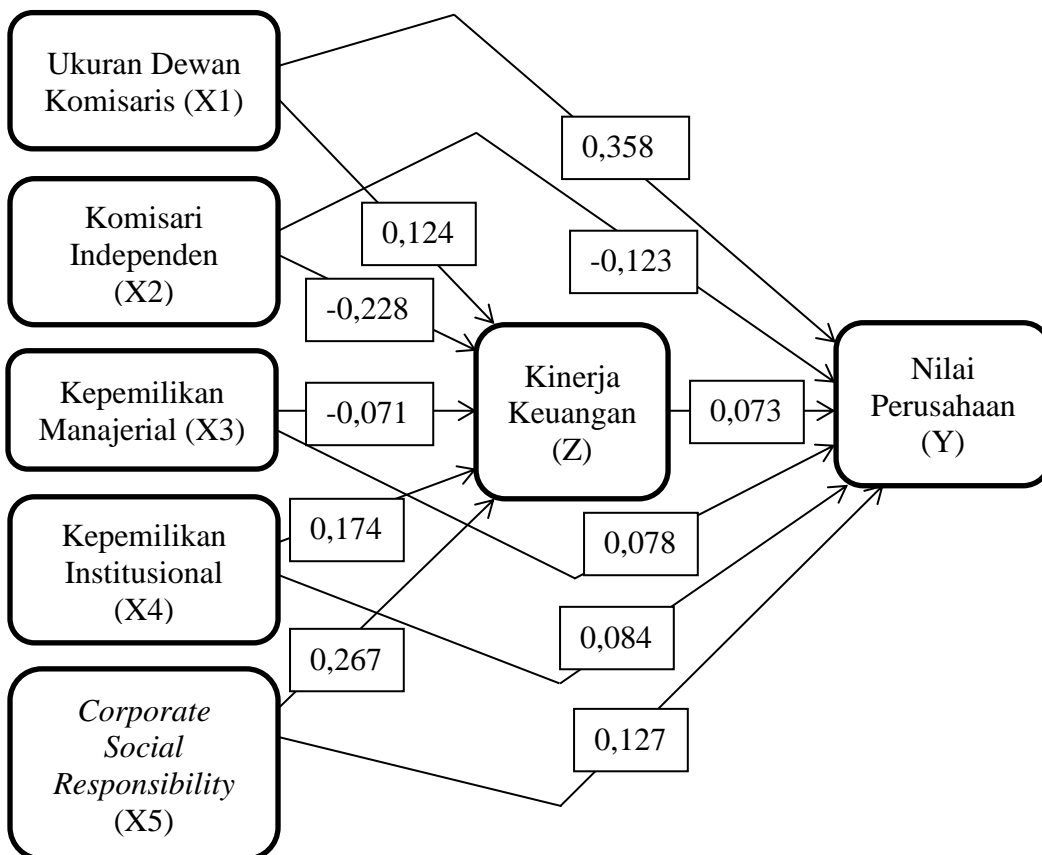 Ukuran Dewan
Komisaris (X1)
0,358
Komisari
Independen
(X2)
0,124
-0,123
-0,228
Kepemilikan
Manajerial (X3)
-0,071
Kinerja
Keuangan
(Z)
0,073
Nilai
Perusahaan
(Y)
Kepemilikan
Institusional
(X4)
0,174
0,078
0,084
0,267
Corporate
Social
Responsibility
(X5)
0,127